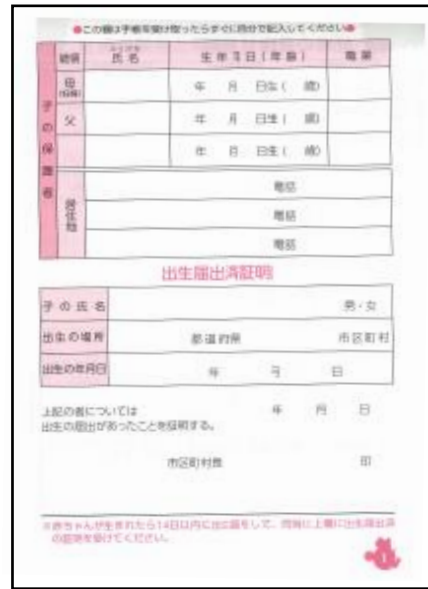 ●この欄は手帳を受け取ったらすぐに自分で記入してください●
子の保護者
続柄 ふりがな 氏名 生年月日(年齢) 職業
母(妊婦) 年 月 日生( 歳)
父 年 月 日生( 歳)
年 月 日生( 歳)
居住地 電話
電話
電話
出生届出済証明
子の氏名 男・女
出生の場所 都道府県 市区町村
出生の年月日 年 月 日
上記の者については 年 月 日
出生の届出があったことを証明する。
市区町村長 印
※赤ちゃんが生まれたら14日以内に出生届をして、同時に上欄に出生届出済
の証明を受けてください。
1